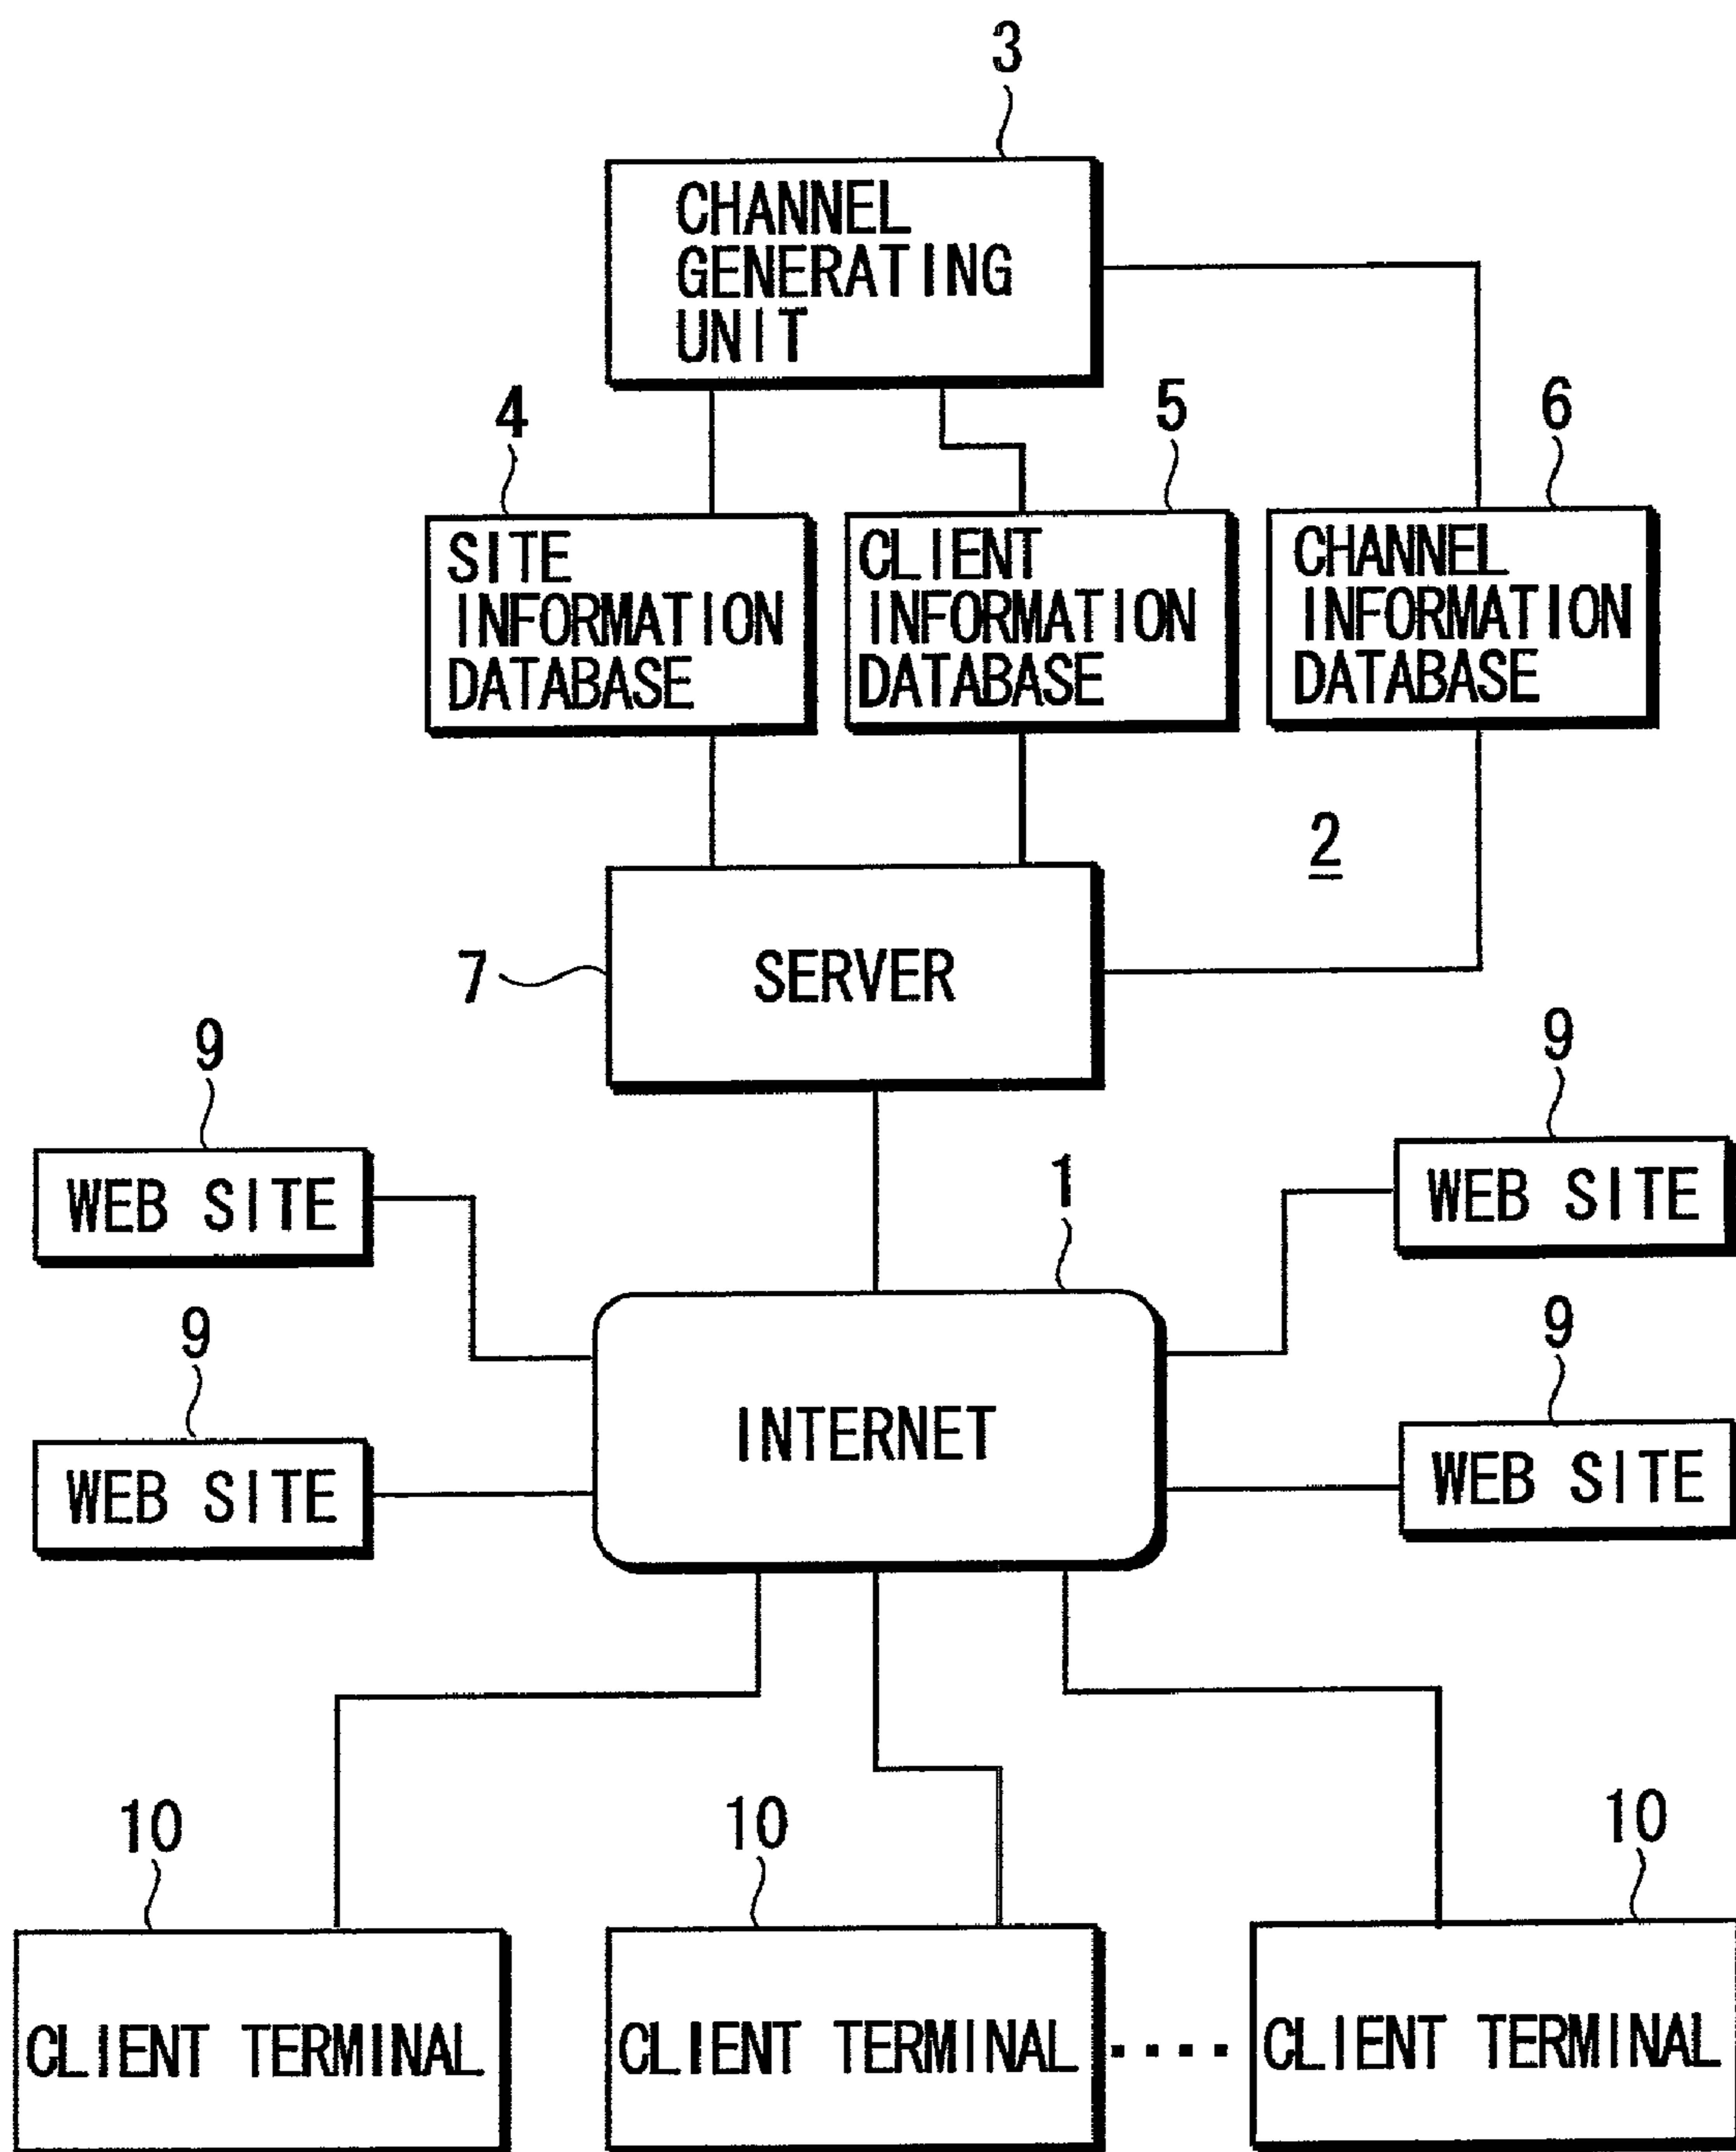 3
CHANNEL
GENERATING
UNIT
4
5
6
SITE
INFORMATION
DATABASE
CLIENT
INFORMATION
DATABASE
CHANNEL
INFORMATION
DATABASE
2
7
SERVER
9
9
WEB SITE
1
WEB SITE
9
9
INTERNET
WEB SITE
WEB SITE
10
10
10
CLIENT TERMINAL
CLIENT TERMINAL
....
CLIENT TERMINAL